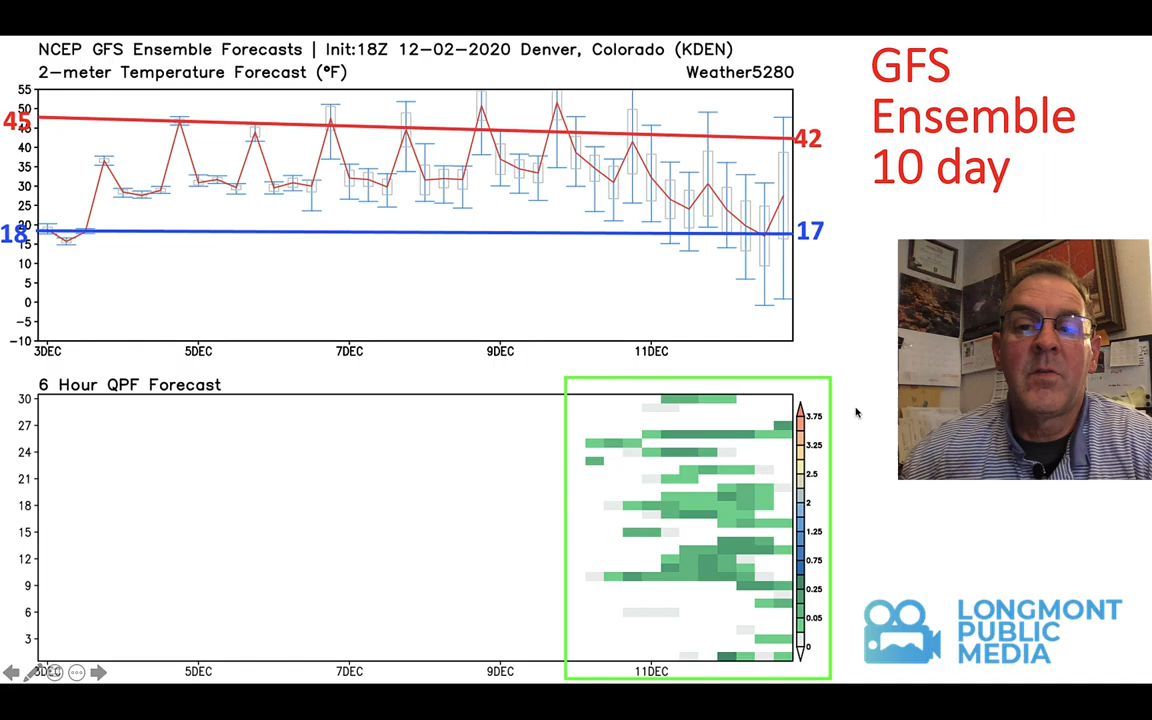 NCEP GFS Ensemble Forecasts | Init:18Z 12-02-2020 Denver, Colorado (KDEN)
2-meter Temperature Forecast (°F)
Weather5280
55
50
45
40
35
30
25
20
15
10
5
0
-5
-10
45
18
42
17
3DEC
5DEC
7DEC
9DEC
11DEC
GFS
Ensemble
10 day
6 Hour QPF Forecast
30
27
24
21
18
15
12
9
6
3
3DEC
5DEC
7DEC
9DEC
11DEC
3.75
3.25
2.5
2
1.25
0.75
0.25
0.05
0
LONGMONT
PUBLIC
MEDIA